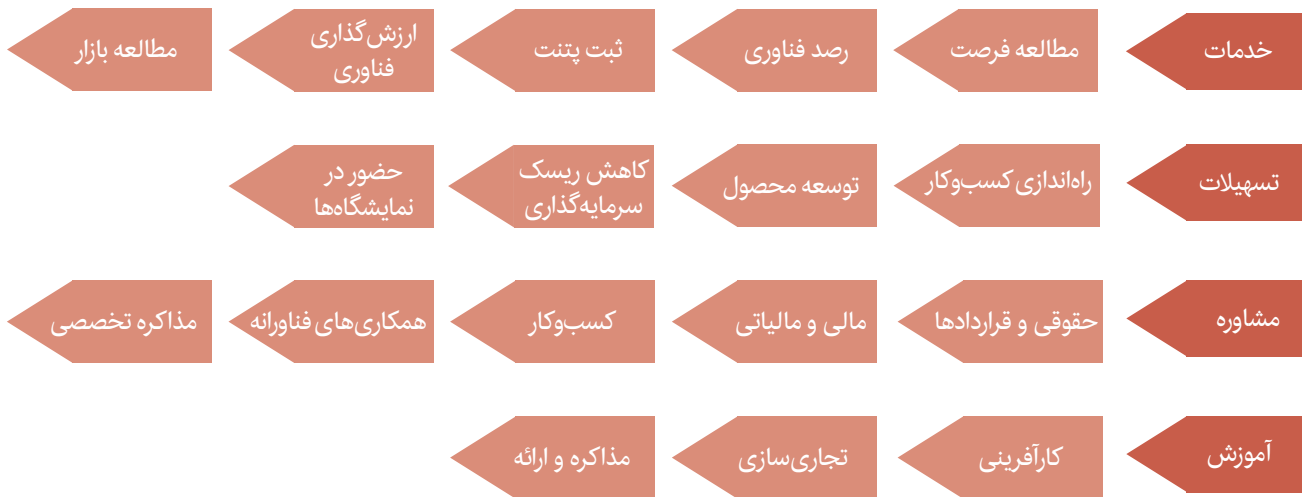 خدمات
مطالعه فرصت
رصد فناوری
ثبت پتنت
ارزش‌گذاری
فناوری
مطالعه بازار
تسهیلات
راه‌اندازی کسب‌وکار
توسعه محصول
کاهش ریسک
سرمایه‌گذاری
حضور در
نمایشگاه‌ها
مشاوره
حقوقی و قراردادها
مالی و مالیاتی
کسب‌وکار
همکاری‌های فناورانه
مذاکره تخصصی
آموزش
کارآفرینی
تجاری‌سازی
مذاکره و ارائه